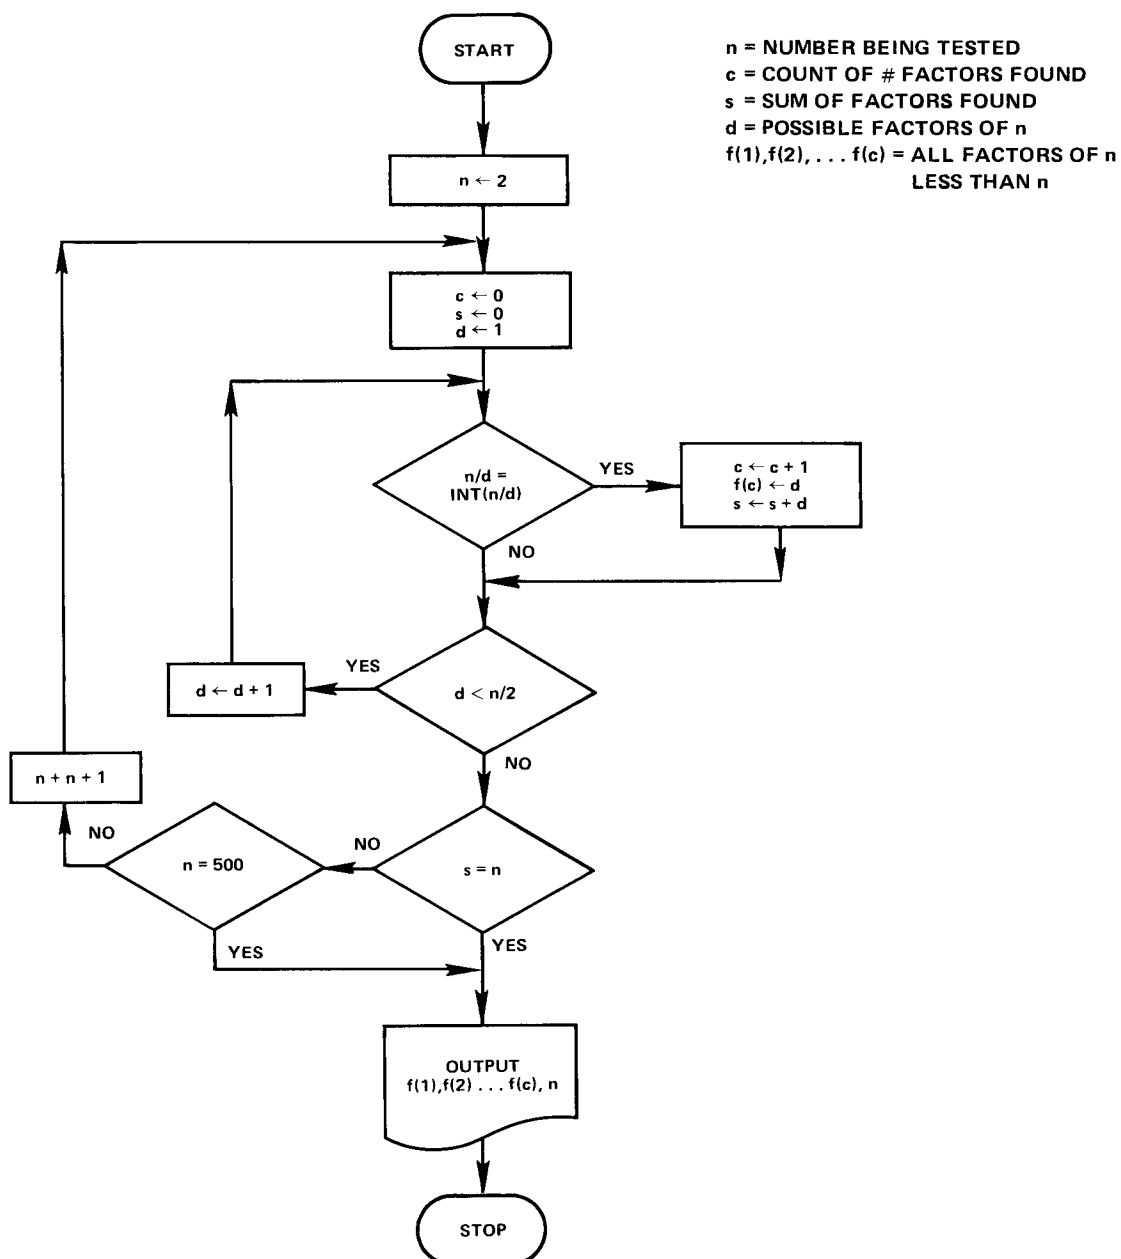 START
n = NUMBER BEING TESTED
c = COUNT OF # FACTORS FOUND
s = SUM OF FACTORS FOUND
d = POSSIBLE FACTORS OF n
f(1),f(2), . . . f(c) = ALL FACTORS OF n
LESS THAN n
n ← 2
c ← 0
s ← 0
d ← 1
n/d =
INT(n/d)
YES
c ← c + 1
f(c) ← d
s ← s + d
NO
d < n/2
YES
d ← d + 1
NO
n + n + 1
s = n
NO
n = 500
NO
YES
YES
OUTPUT
f(1),f(2) . . . f(c), n
STOP